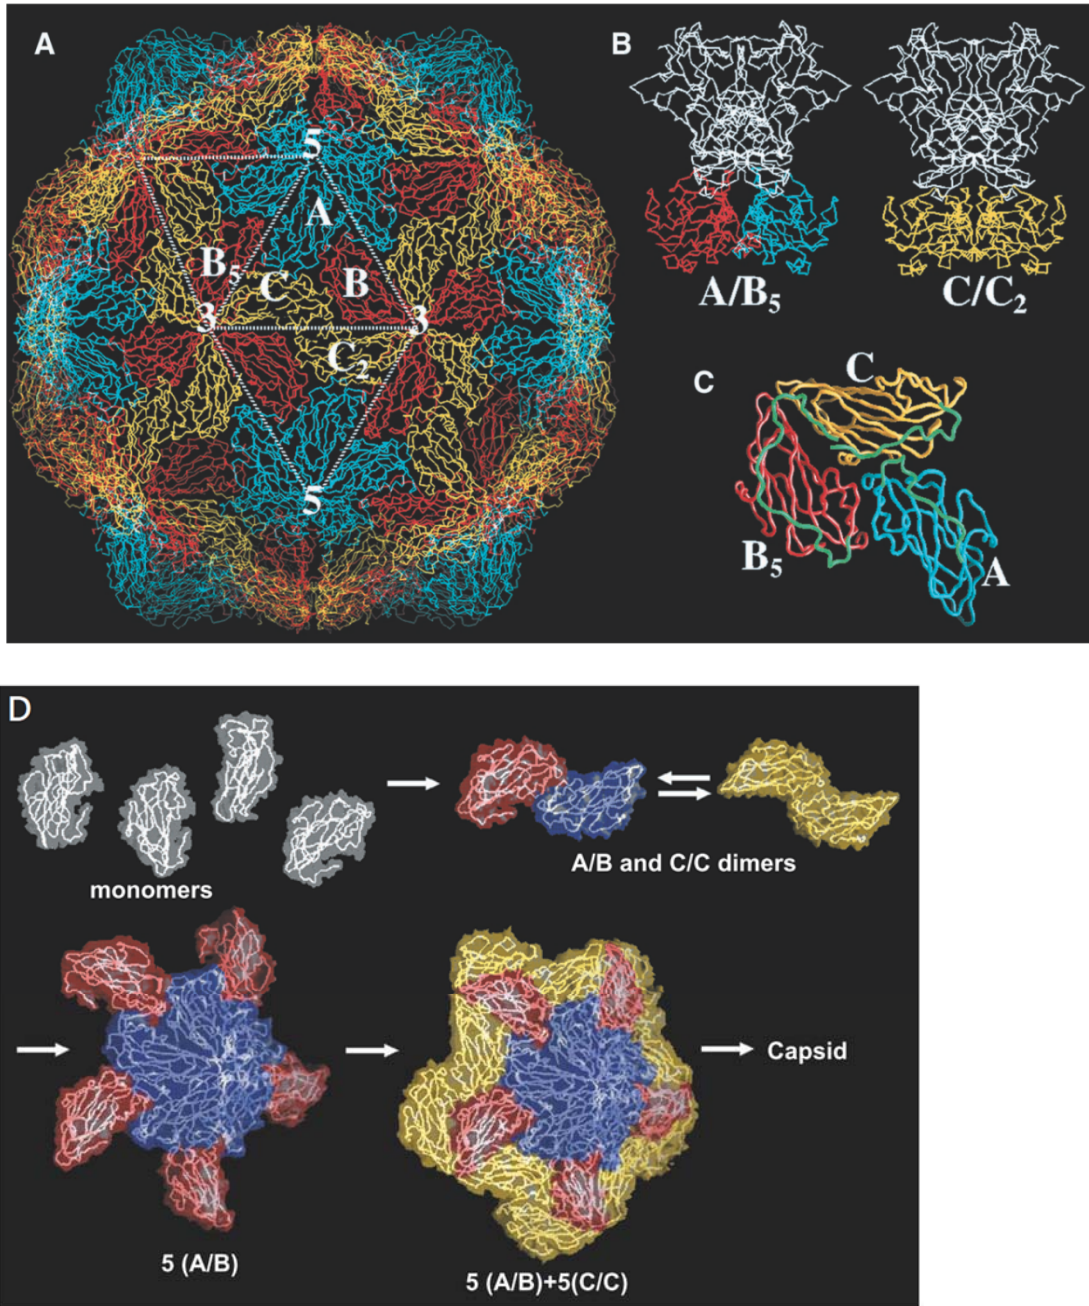 A
5
A
B5
C
B
3
3
C2
5
B
A/B5
C/C2
C
C
B5
A
D
monomers
A/B and C/C dimers
Capsid
5 (A/B)
5 (A/B)+5(C/C)